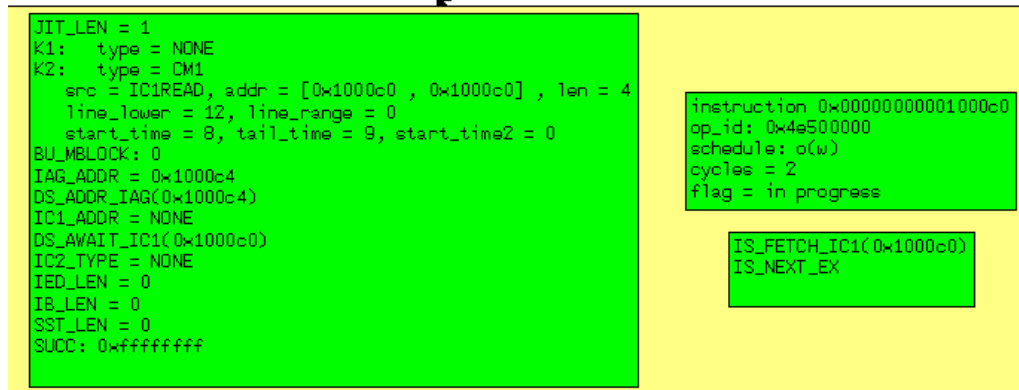 JIT_LEN = 1
K1:   type = NONE
K2:   type = CM1
src = IC1READ, addr = [0x1000c0 , 0x1000c0] , len = 4
line_lower = 12, line_range = 0
start_time = 8, tail_time = 9, start_time2 = 0
BU_MBLOCK: 0
IAG_ADDR = 0x1000c4
DS_ADDR_IAG(0x1000c4)
IC1_ADDR = NONE
DS_AWAIT_IC1(0x1000c0)
IC2_TYPE = NONE
IED_LEN = 0
IB_LEN = 0
SST_LEN = 0
SUCC: 0xffffffff
instruction 0x00000000001000c0
op_id: 0x4e500000
schedule: o(w)
cycles = 2
flag = in progress
IS_FETCH_IC1(0x1000c0)
IS_NEXT_EX